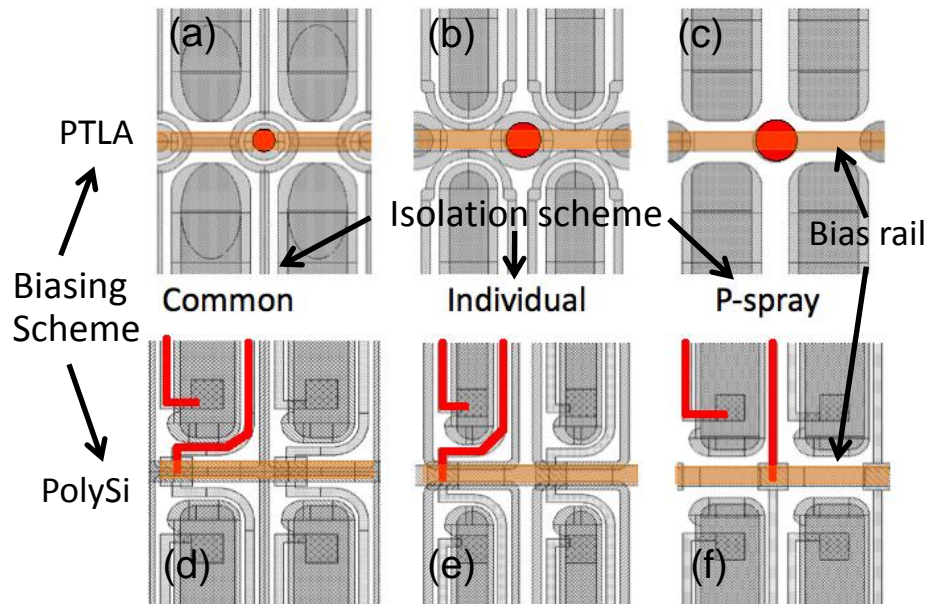 (a)
(b)
(c)
PTLA
Isolation scheme
Bias rail
Biasing
Scheme
Common
Individual
P-spray
PolySi
(d)
(e)
(f)